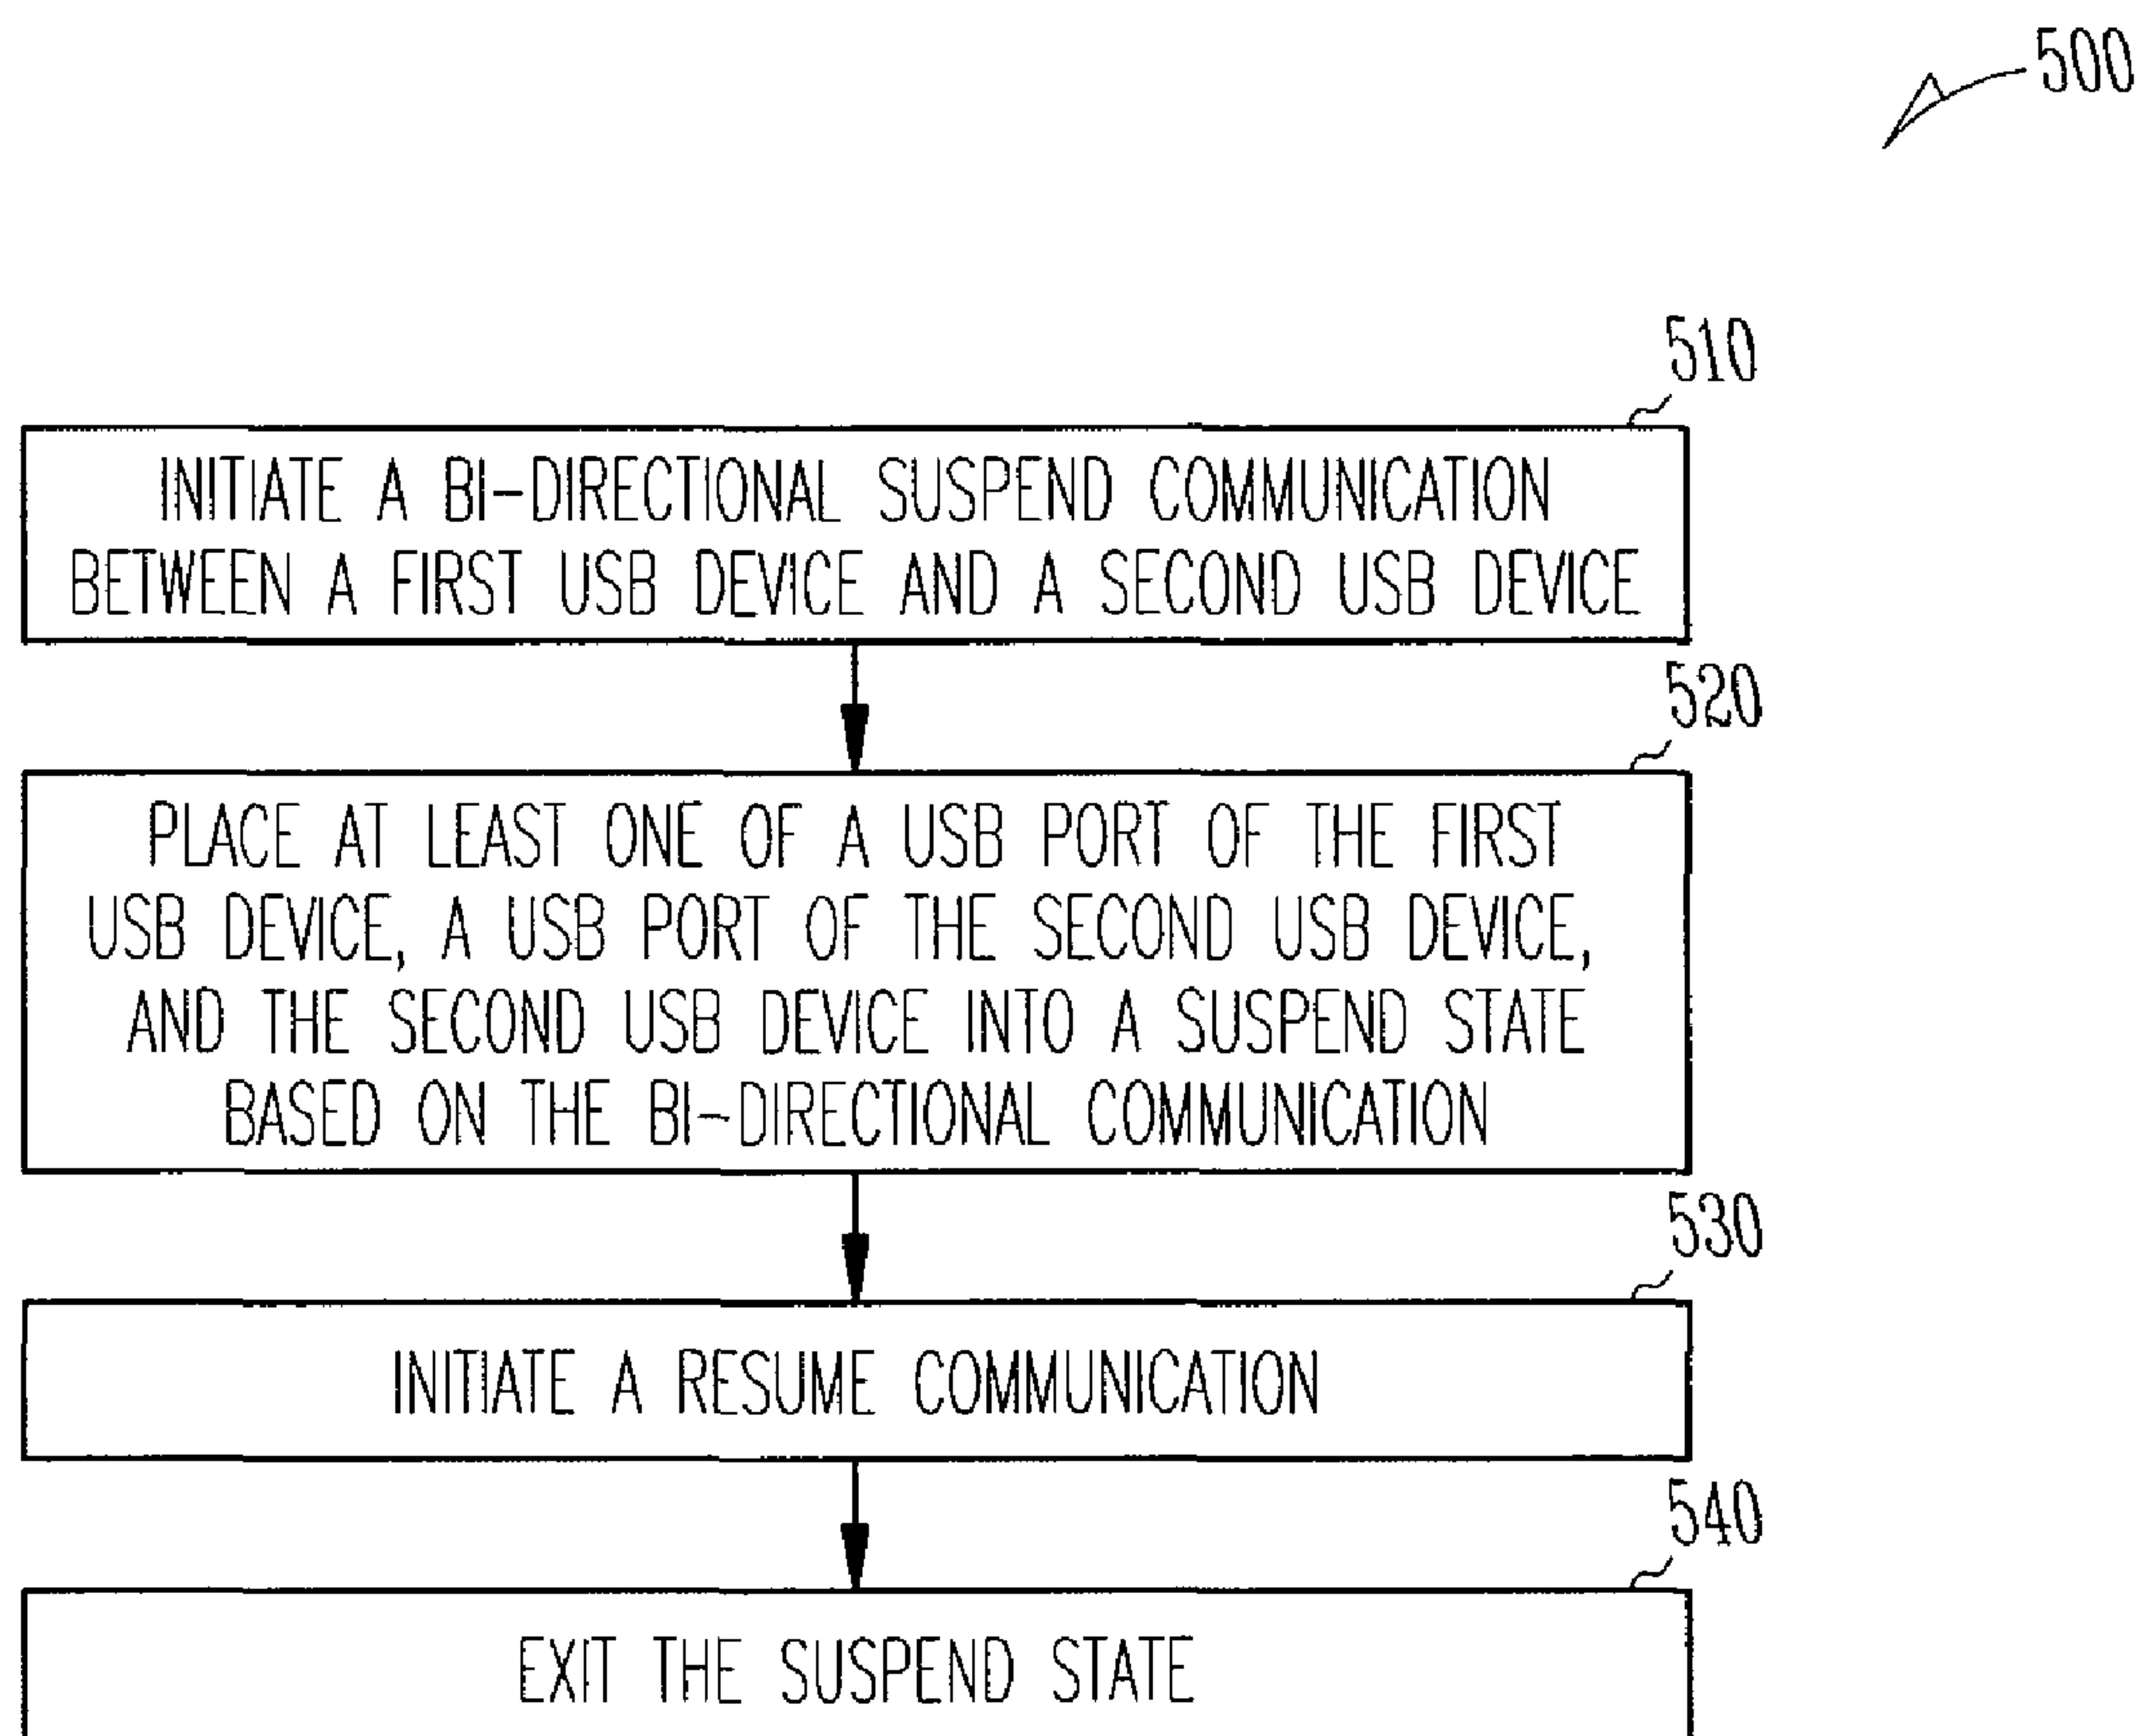 500
510
INITIATE A BI-DIRECTIONAL SUSPEND COMMUNICATION
BETWEEN A FIRST USB DEVICE AND A SECOND USB DEVICE
520
PLACE AT LEAST ONE OF A USB PORT OF THE FIRST
USB DEVICE, A USB PORT OF THE SECOND USB DEVICE,
AND THE SECOND USB DEVICE INTO A SUSPEND STATE
BASED ON THE BI-DIRECTIONAL COMMUNICATION
530
INITIATE A RESUME COMMUNICATION
540
EXIT THE SUSPEND STATE